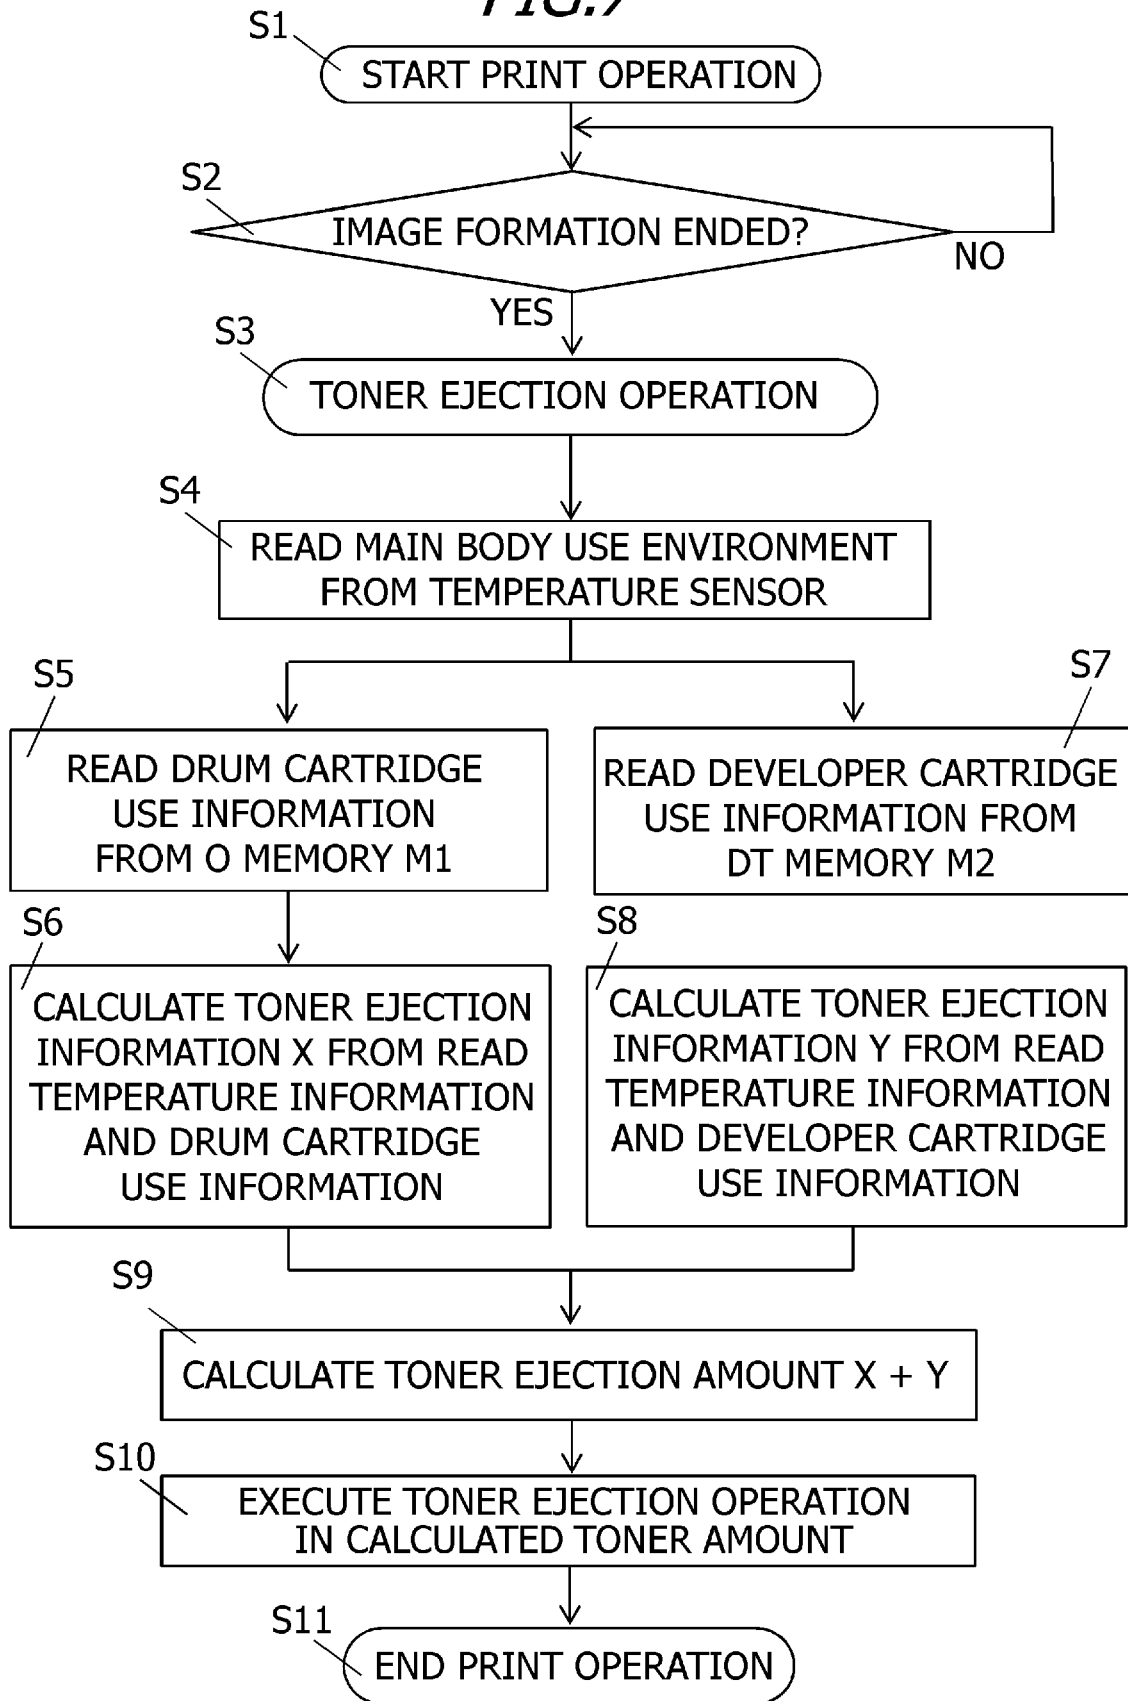 FIG.7
S1
START PRINT OPERATION
S2
IMAGE FORMATION ENDED?
NO
YES
S3
TONER EJECTION OPERATION
S4
READ MAIN BODY USE ENVIRONMENT
FROM TEMPERATURE SENSOR
S5
READ DRUM CARTRIDGE
USE INFORMATION
FROM O MEMORY M1
S7
READ DEVELOPER CARTRIDGE
USE INFORMATION FROM
DT MEMORY M2
S6
CALCULATE TONER EJECTION
INFORMATION X FROM READ
TEMPERATURE INFORMATION
AND DRUM CARTRIDGE
USE INFORMATION
S8
CALCULATE TONER EJECTION
INFORMATION Y FROM READ
TEMPERATURE INFORMATION
AND DEVELOPER CARTRIDGE
USE INFORMATION
S9
CALCULATE TONER EJECTION AMOUNT X + Y
S10
EXECUTE TONER EJECTION OPERATION
IN CALCULATED TONER AMOUNT
S11
END PRINT OPERATION